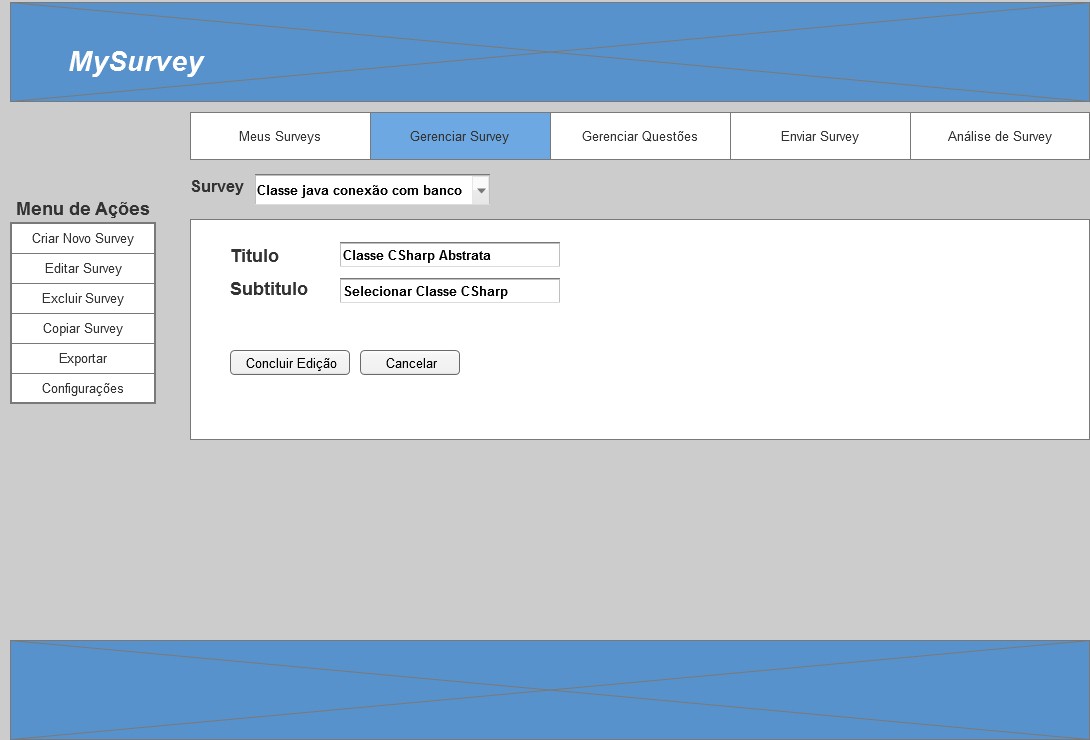 MySurvey
Meus Surveys
Gerenciar Survey
Gerenciar Questões
Enviar Survey
Análise de Survey
Survey
Classe java conexão com banco
Menu de Ações
Criar Novo Survey
Editar Survey
Excluir Survey
Copiar Survey
Exportar
Configurações
Titulo
Classe CSharp Abstrata
Subtitulo
Selecionar Classe CSharp
Concluir Edição
Cancelar